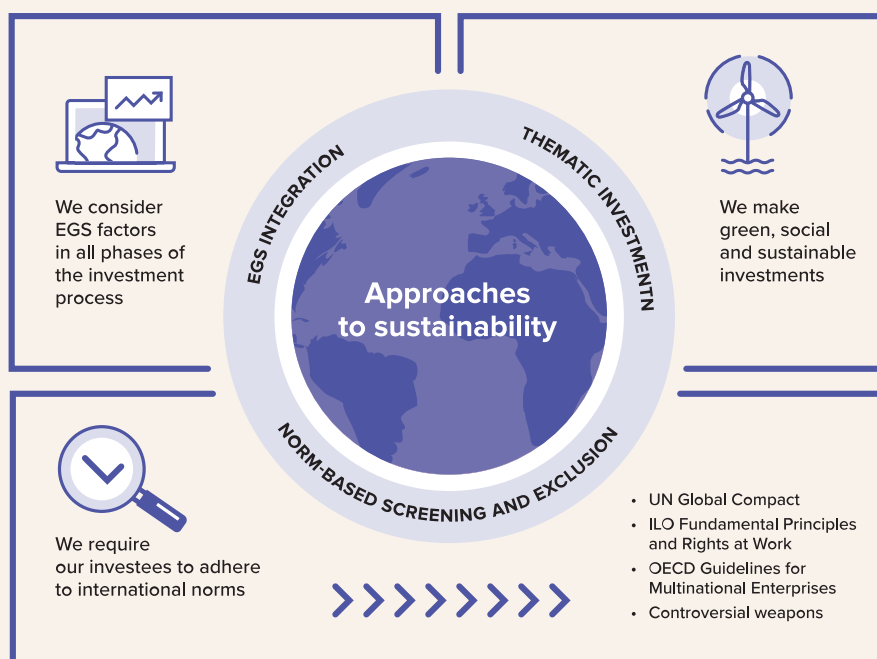 EGS INTEGRATION
THEMATIC INVESTMENTN
We consider
EGS factors
in all phases of
the investment
process
We make
green, social
and sustainable
investments
Approaches
to sustainability
NORM-BASED SCREENING AND EXCLUSION
We require
our investees to adhere
to international norms
• UN Global Compact
• ILO Fundamental Principles
and Rights at Work
• OECD Guidelines for
Multinational Enterprises
• Controversial weapons